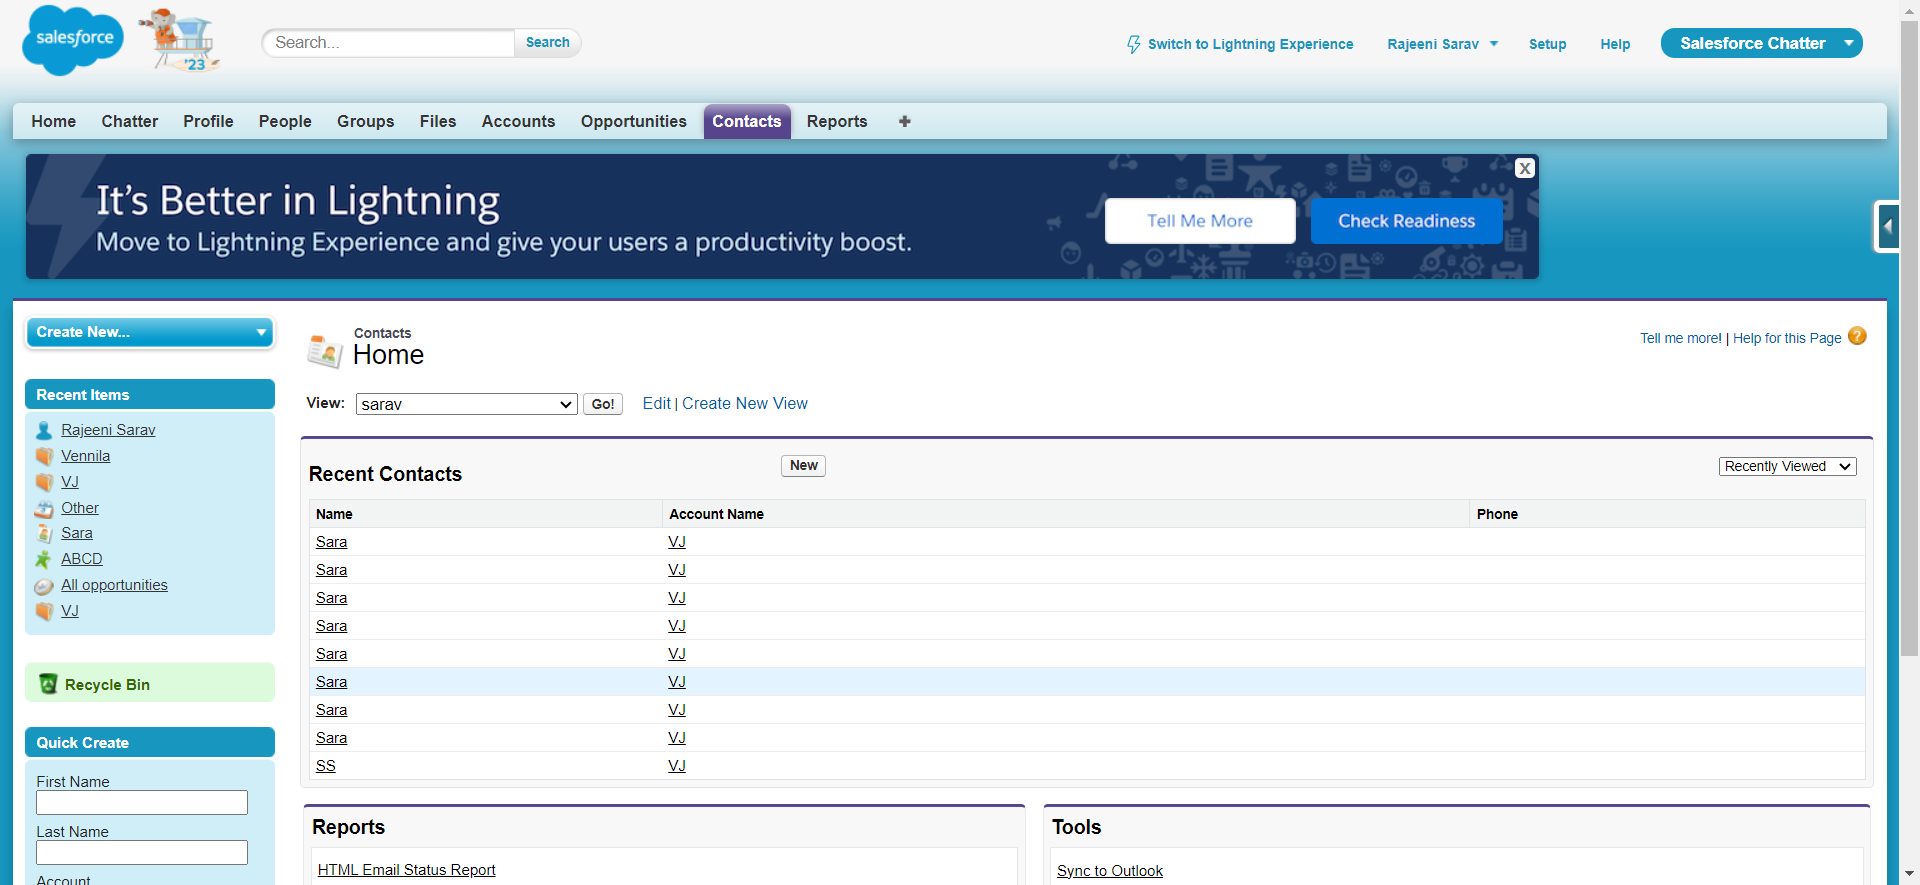 salesforce
'23
Search...
Search
Switch to Lightning Experience
Rajeeni Sarav
Setup
Help
Salesforce Chatter
Home
Chatter
Profile
People
Groups
Files
Accounts
Opportunities
Contacts
Reports
It's Better in Lightning
Move to Lightning Experience and give your users a productivity boost.
Tell Me More
Check Readiness
X
Create New...
Recent Items
Rajeeni Sarav
Vennila
VJ
Other
Sara
ABCD
All opportunities
VJ
Recycle Bin
Quick Create
First Name
Last Name
Account
Contacts
Home
Tell me more! | Help for this Page ?
View: sarav Go! Edit | Create New View
Recent Contacts
New
Recently Viewed
Name Account Name Phone
Sara VJ
Sara VJ
Sara VJ
Sara VJ
Sara VJ
Sara VJ
Sara VJ
Sara VJ
SS VJ
Reports
HTML Email Status Report
Tools
Sync to Outlook